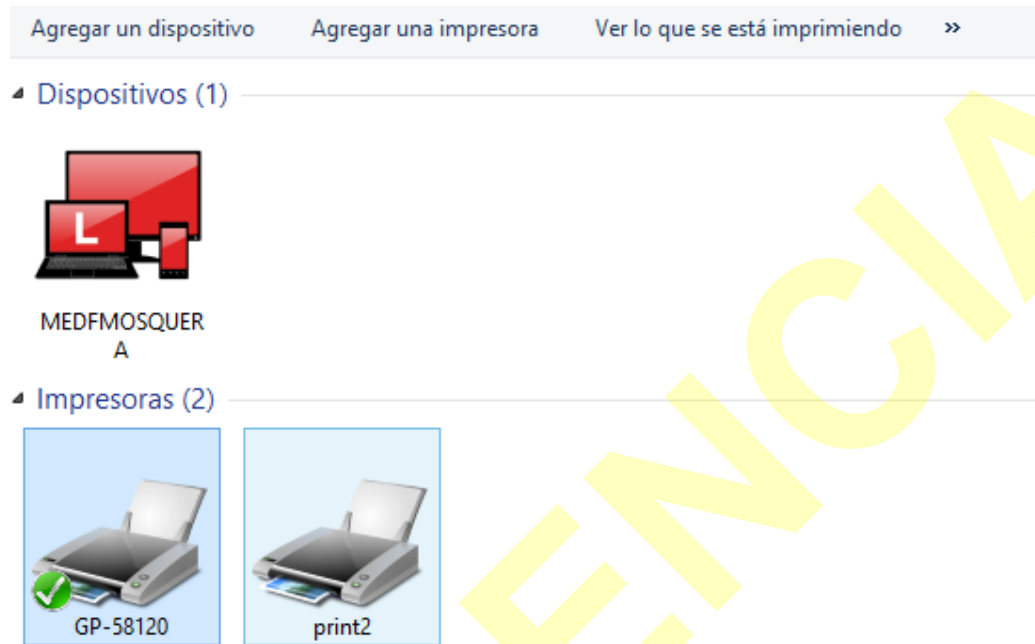 Agregar un dispositivo Agregar una impresora Ver lo que se está imprimiendo »
Dispositivos (1)
L
MEDFMOSQUER
A
Impresoras (2)
GP-58120 print2
ENCIA